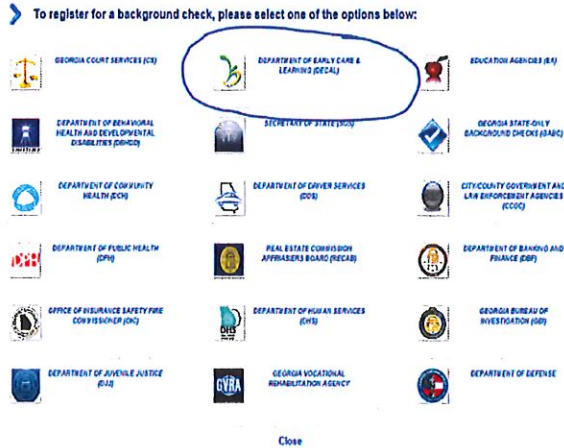 To register for a background check, please select one of the options below:
GEORGIA COURT SERVICES (CS)
DEPARTMENT OF EARLY CARE &
LEARNING (DECAL)
EDUCATION AGENCIES (EA)
DEPARTMENT OF BEHAVIORAL
HEALTH AND DEVELOPMENTAL
DISABILITIES (DBHDD)
SECRETARY OF STATE (SOS)
GEORGIA STATE-ONLY
BACKGROUND CHECKS (GABC)
DEPARTMENT OF COMMUNITY
HEALTH (DCH)
DEPARTMENT OF DRIVER SERVICES
(DDS)
CITY/COUNTY GOVERNMENT AND
LAW ENFORCEMENT AGENCIES
(CCGC)
DPH
DEPARTMENT OF PUBLIC HEALTH
(DPH)
REAL ESTATE COMMISSION
APPRAISERS BOARD (RECAB)
DEPARTMENT OF BANKING AND
FINANCE (DBF)
OFFICE OF INSURANCE SAFETY FIRE
COMMISSIONER (OIC)
DHS
DEPARTMENT OF HUMAN SERVICES
(DHS)
GEORGIA BUREAU OF
INVESTIGATION (GBI)
DEPARTMENT OF JUVENILE JUSTICE
(DJJ)
GVRA
GEORGIA VOCATIONAL
REHABILITATION AGENCY
DEPARTMENT OF DEFENSE
Close